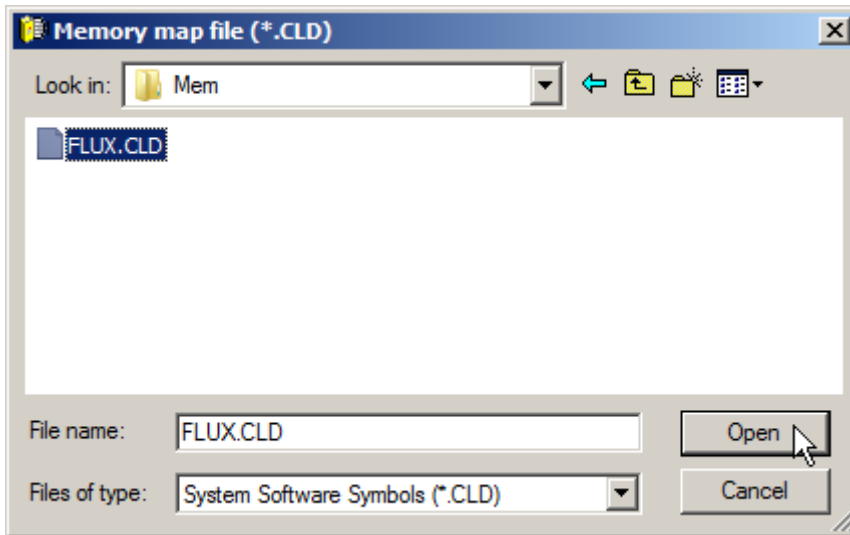 Memory map file (*.CLD)
Look in: Mem
FLUX.CLD
File name: FLUX.CLD Open
Files of type: System Software Symbols (*.CLD) Cancel